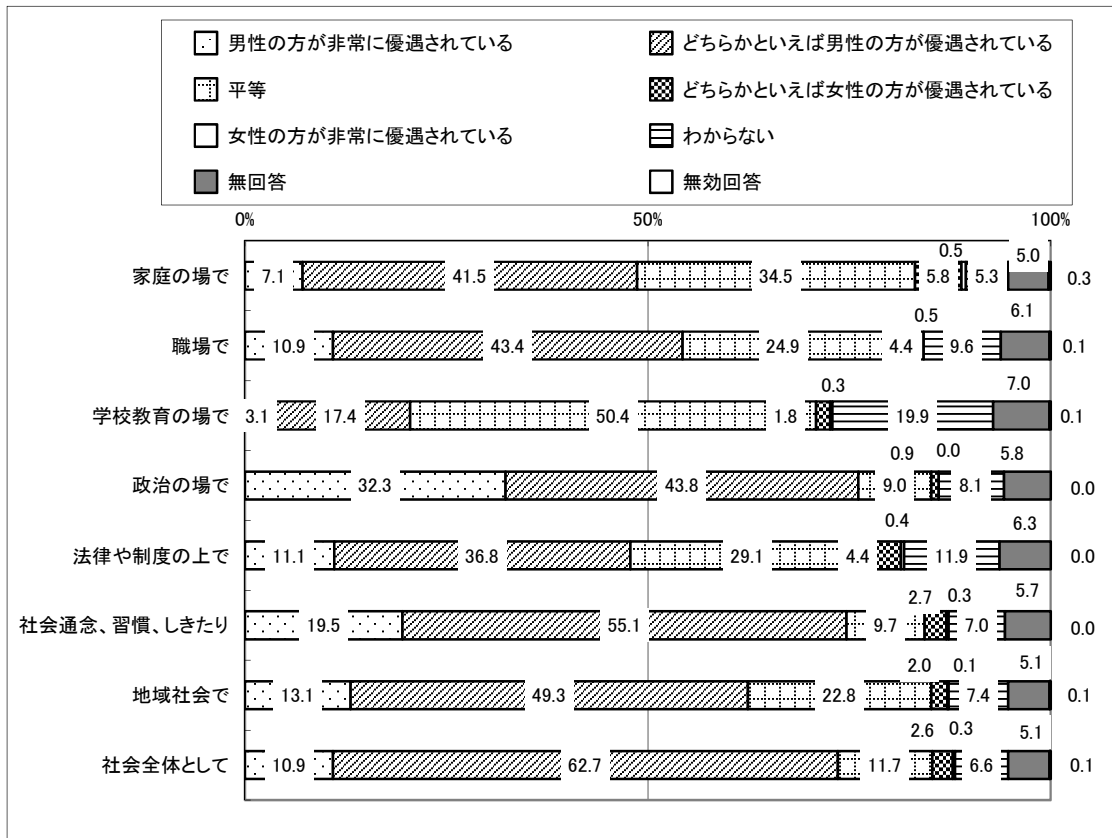 男性の方が非常に優遇されている どちらかといえば男性の方が優遇されている
平等 どちらかといえば女性の方が優遇されている
女性の方が非常に優遇されている わからない
無回答 無効回答
0% 50% 100%
家庭の場で 7.1 41.5 34.5 5.8 0.5 5.3 5.0 0.3
職場で 10.9 43.4 24.9 4.4 0.5 9.6 6.1 0.1
学校教育の場で 3.1 17.4 50.4 1.8 0.3 19.9 7.0 0.1
政治の場で 32.3 43.8 9.0 0.9 0.0 8.1 5.8 0.0
法律や制度の上で 11.1 36.8 29.1 4.4 0.4 11.9 6.3 0.0
社会通念、習慣、しきたり 19.5 55.1 9.7 2.7 0.3 7.0 5.7 0.0
地域社会で 13.1 49.3 22.8 2.0 0.1 7.4 5.1 0.1
社会全体として 10.9 62.7 11.7 2.6 0.3 6.6 5.1 0.1